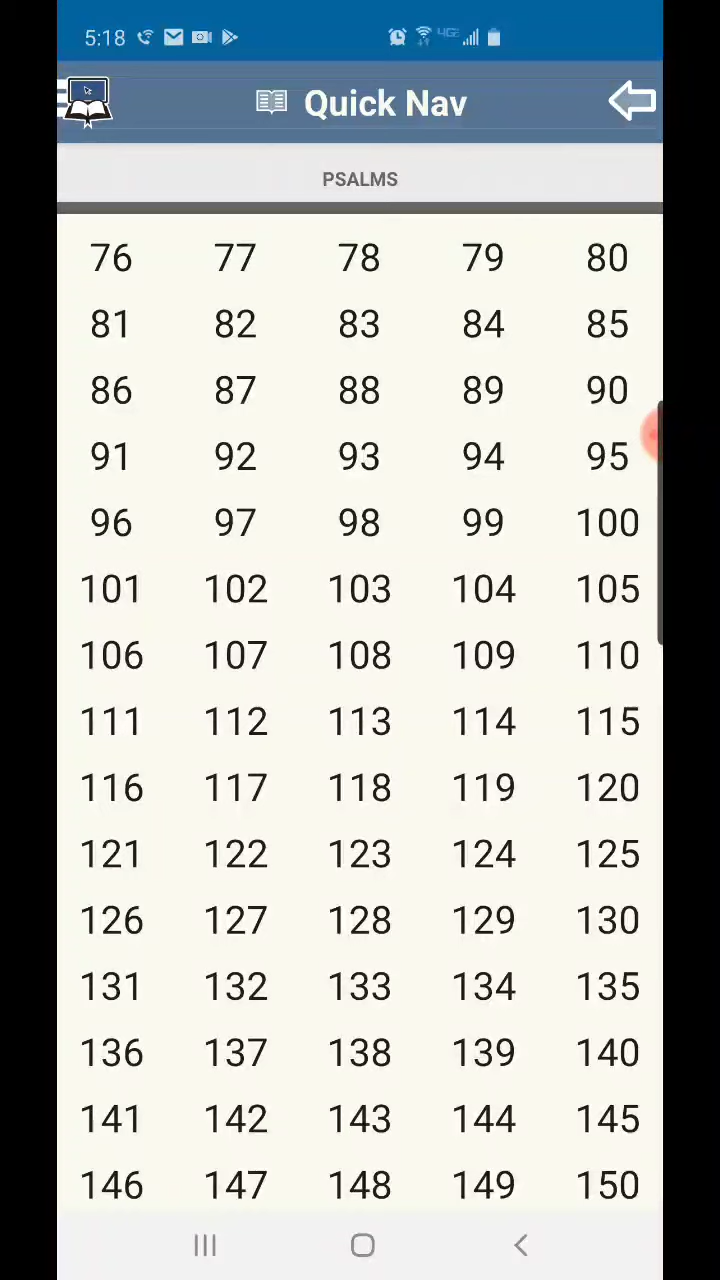 5:18 4GE
Quick Nav
PSALMS
76 77 78 79 80
81 82 83 84 85
86 87 88 89 90
91 92 93 94 95
96 97 98 99 100
101 102 103 104 105
106 107 108 109 110
111 112 113 114 115
116 117 118 119 120
121 122 123 124 125
126 127 128 129 130
131 132 133 134 135
136 137 138 139 140
141 142 143 144 145
146 147 148 149 150